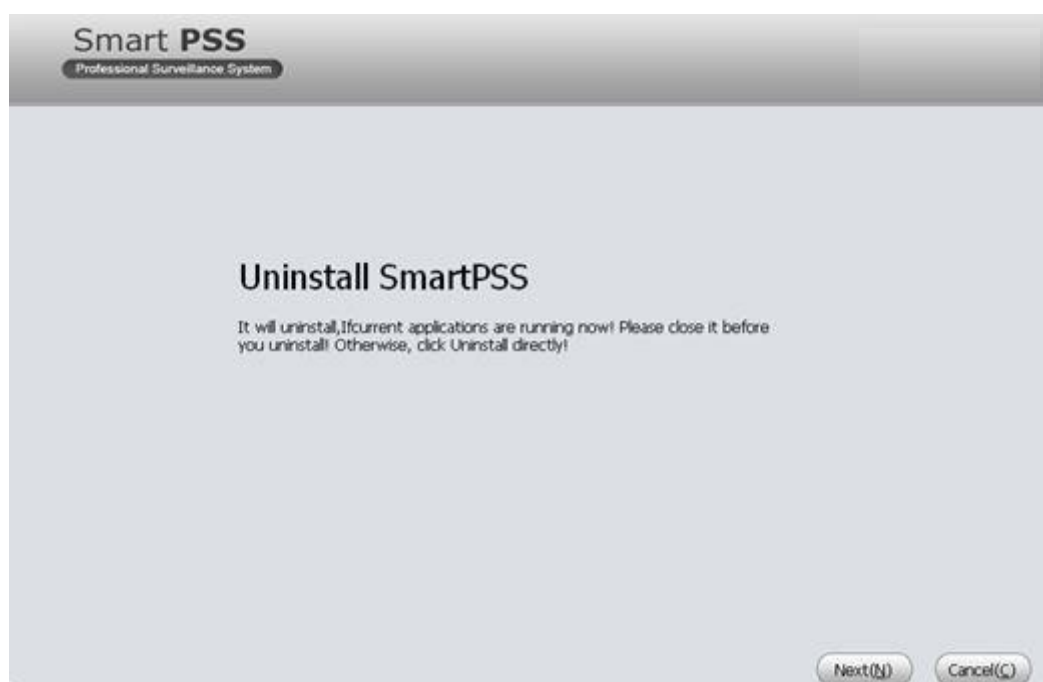 Smart PSS
Professional Surveillance System
Uninstall SmartPSS
It will uninstall,Ifcurrent applications are running now! Please close it before
you uninstall! Otherwise, click Uninstall directly!
Next(N)
Cancel(C)